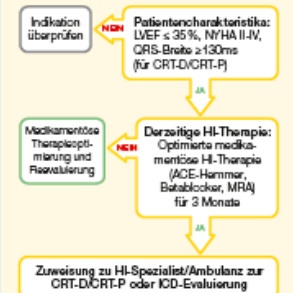 Indikation
überprüfen
NEIN
Patientencharakteristika:
LVEF ≤ 35 %, NYHA II-IV,
QRS-Breite ≥130ms
(für CRT-D/CRT-P)
JA
Medikamentöse
Therapieopti-
mierung und
Reevaluierung
NEIN
Derzeitige HI-Therapie:
Optimierte medika-
mentöse HI-Therapie
(ACE-Hemmer,
Betablocker, MRA)
für 3 Monate
JA
Zuweisung zu HI-Spezialist/Ambulanz zur
CRT-D/CRT-P oder ICD-Evaluierung